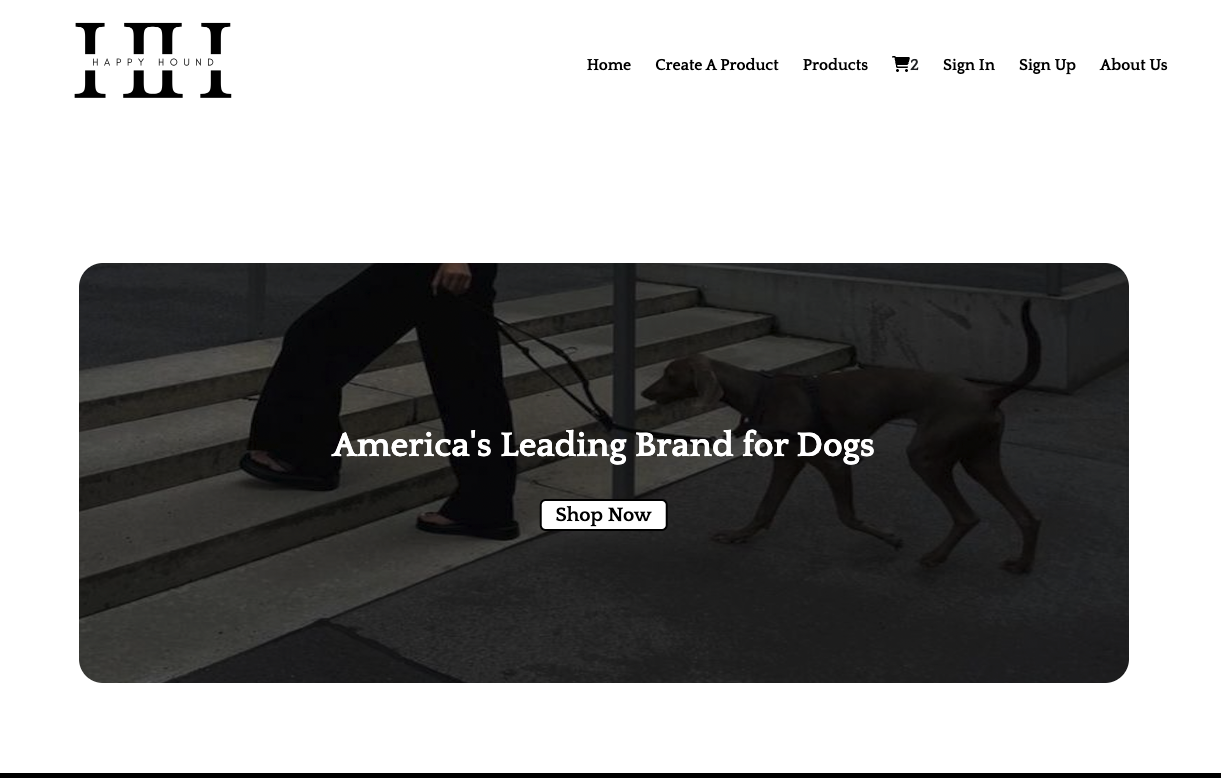 HH
HAPPY HOUND
Home Create A Product Products 2 Sign In Sign Up About Us
America's Leading Brand for Dogs
Shop Now